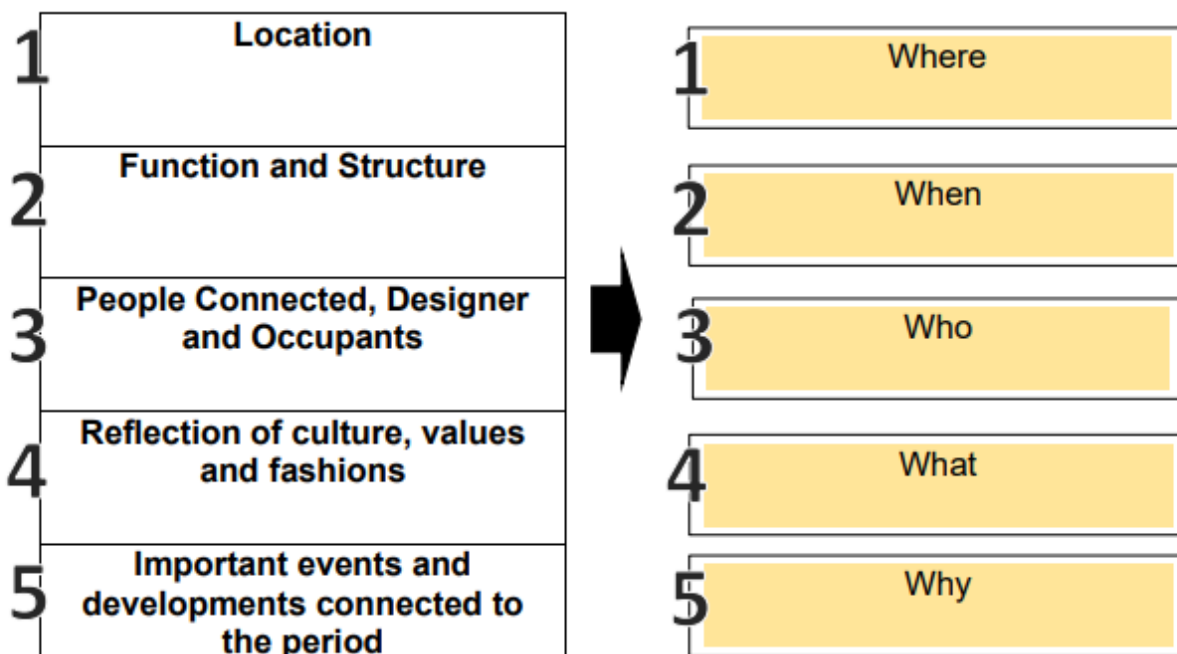 1
Location
2
Function and Structure
3
People Connected, Designer
and Occupants
4
Reflection of culture, values
and fashions
5
Important events and
developments connected to
the period
1
Where
2
When
3
Who
4
What
5
Why